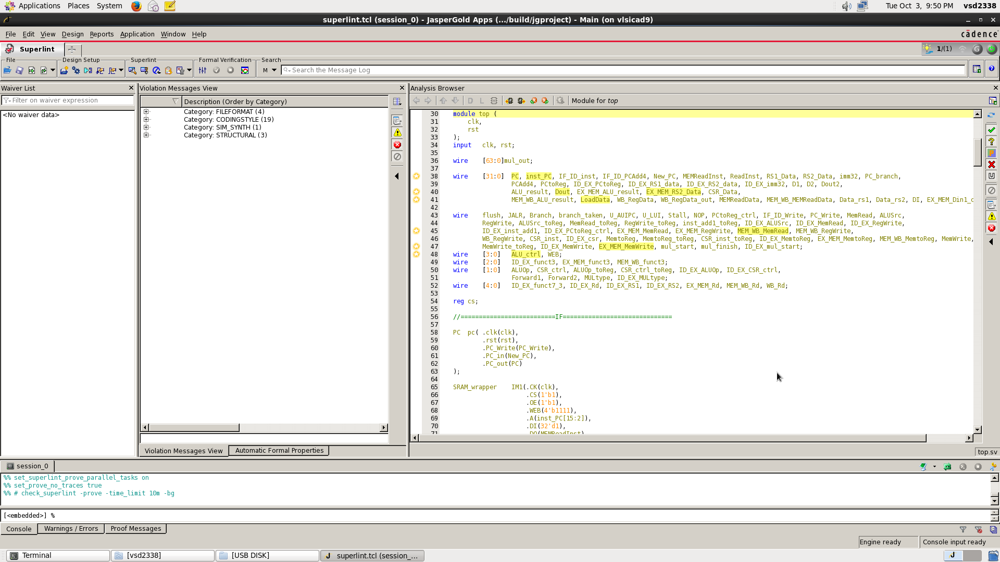 Applications Places System Tue Oct 3, 9:50 PM vsd2338
superlint.tcl (session_0) - JasperGold Apps (.../build/jgproject) - Main (on vlsicad9)
File Edit View Design Reports Application Window Help cādence
Superlint 1/(1)
File Design Setup Superlint Formal Verification Search
M Search the Message Log
Waiver List
Filter on waiver expression
<No waiver data>
Violation Messages View
Description (Order by Category)
Category: FILEFORMAT (4)
Category: CODINGSTYLE (19)
Category: SIM_SYNTH (1)
Category: STRUCTURAL (3)
Violation Messages View Automatic Formal Properties
Analysis Browser
D L Module for top
30 module top (
31 clk,
32 rst
33 );
34 input clk, rst;
35
36 wire [63:0]mul_out;
37
38 wire [31:0] PC, inst_PC, IF_ID_inst, IF_ID_PCAdd4, New_PC, MEMReadInst, ReadInst, RS1_Data, RS2_Data, imm32, PC_branch,
39 PCAdd4, PCtoReg, ID_EX_PCtoReg, ID_EX_RS1_data, ID_EX_RS2_data, ID_EX_imm32, D1, D2, Dout2,
40 ALU_result, Dout, EX_MEM_ALU_result, EX_MEM_RS2_Data, CSR_Data,
41 MEM_WB_ALU_result, LoadData, WB_RegData, WB_RegData_out, MEMReadData, MEM_WB_MEMReadData, Data_rs1, Data_rs2, DI, EX_MEM_Din1_c
42
43 wire flush, JALR, Branch, branch_taken, U_AUIPC, U_LUI, Stall, NOP, PCtoReg_ctrl, IF_ID_Write, PC_Write, MemRead, ALUSrc,
44 RegWrite, ALUSrc_toReg, MemRead_toReg, RegWrite_toReg, inst_add1_toReg, ID_EX_ALUSrc, ID_EX_MemRead, ID_EX_RegWrite,
45 ID_EX_inst_add1, ID_EX_PCtoReg_ctrl, EX_MEM_MemRead, EX_MEM_RegWrite, MEM_WB_MemRead, MEM_WB_RegWrite,
46 WB_RegWrite, CSR_inst, ID_EX_csr, MemtoReg, MemtoReg_toReg, CSR_inst_toReg, ID_EX_MemtoReg, EX_MEM_MemtoReg, MEM_WB_MemtoReg, MemWrite,
47 MemWrite_toReg, ID_EX_MemWrite, EX_MEM_MemWrite, mul_start, mul_finish, ID_EX_mul_start;
48 wire [3:0] ALU_ctrl, WEB;
49 wire [2:0] ID_EX_funct3, EX_MEM_funct3, MEM_WB_funct3;
50 wire [1:0] ALUOp, CSR_ctrl, ALUOp_toReg, CSR_ctrl_toReg, ID_EX_ALUOp, ID_EX_CSR_ctrl,
51 Forward1, Forward2, MULtype, ID_EX_MULtype;
52 wire [4:0] ID_EX_funct7_3, ID_EX_Rd, ID_EX_RS1, ID_EX_RS2, EX_MEM_Rd, MEM_WB_Rd, WB_Rd;
53
54 reg cs;
55
56 //==========================IF==============================
57
58 PC pc( .clk(clk),
59 .rst(rst),
60 .PC_Write(PC_Write),
61 .PC_in(New_PC),
62 .PC_out(PC)
63 );
64
65 SRAM_wrapper IM1(.CK(clk),
66 .CS(1'b1),
67 .OE(1'b1),
68 .WEB(4'b1111),
69 .A(inst_PC[15:2]),
70 .DI(32'd1),
71 .DO(MEMReadInst)
top.sv
session_0
%% set_superlint_prove_parallel_tasks on
%% set_prove_no_traces true
%% # check_superlint -prove -time_limit 10m -bg
[<embedded>] %
Console Warnings / Errors Proof Messages
Engine ready Console input ready
Terminal [vsd2338] [USB DISK] superlint.tcl (session_...